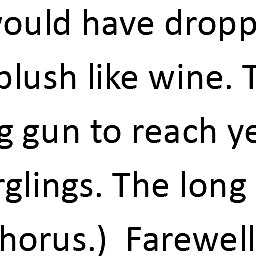 would have dropp
blush like wine. T
g gun to reach ye
rglings. The long
horus.) Farewell